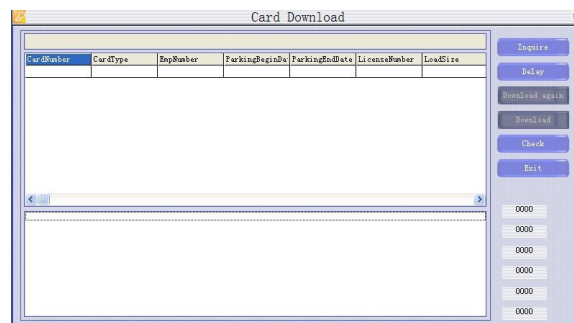 Card Download
CardNumber CardType EmpNumber ParkingBeginDa ParkingEndDate LicenseNumber LoadSize
Inquire
Delay
Download again
Download
Check
Exit
0000
0000
0000
0000
0000
0000